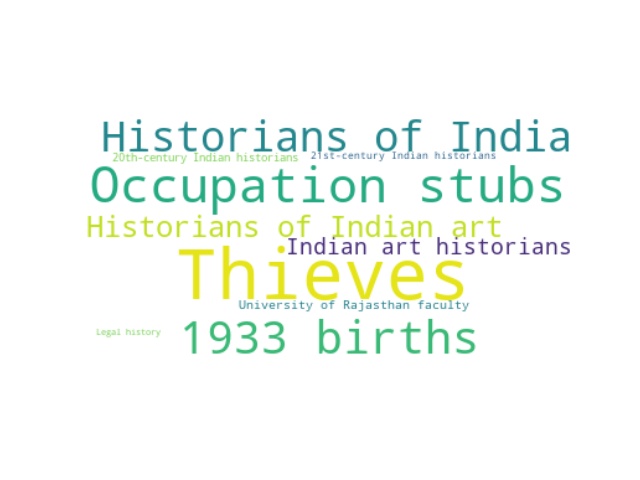 Historians of India
20th-century Indian historians
21st-century Indian historians
Occupation stubs
Historians of Indian art
Indian art historians
Thieves
University of Rajasthan faculty
Legal history
1933 births